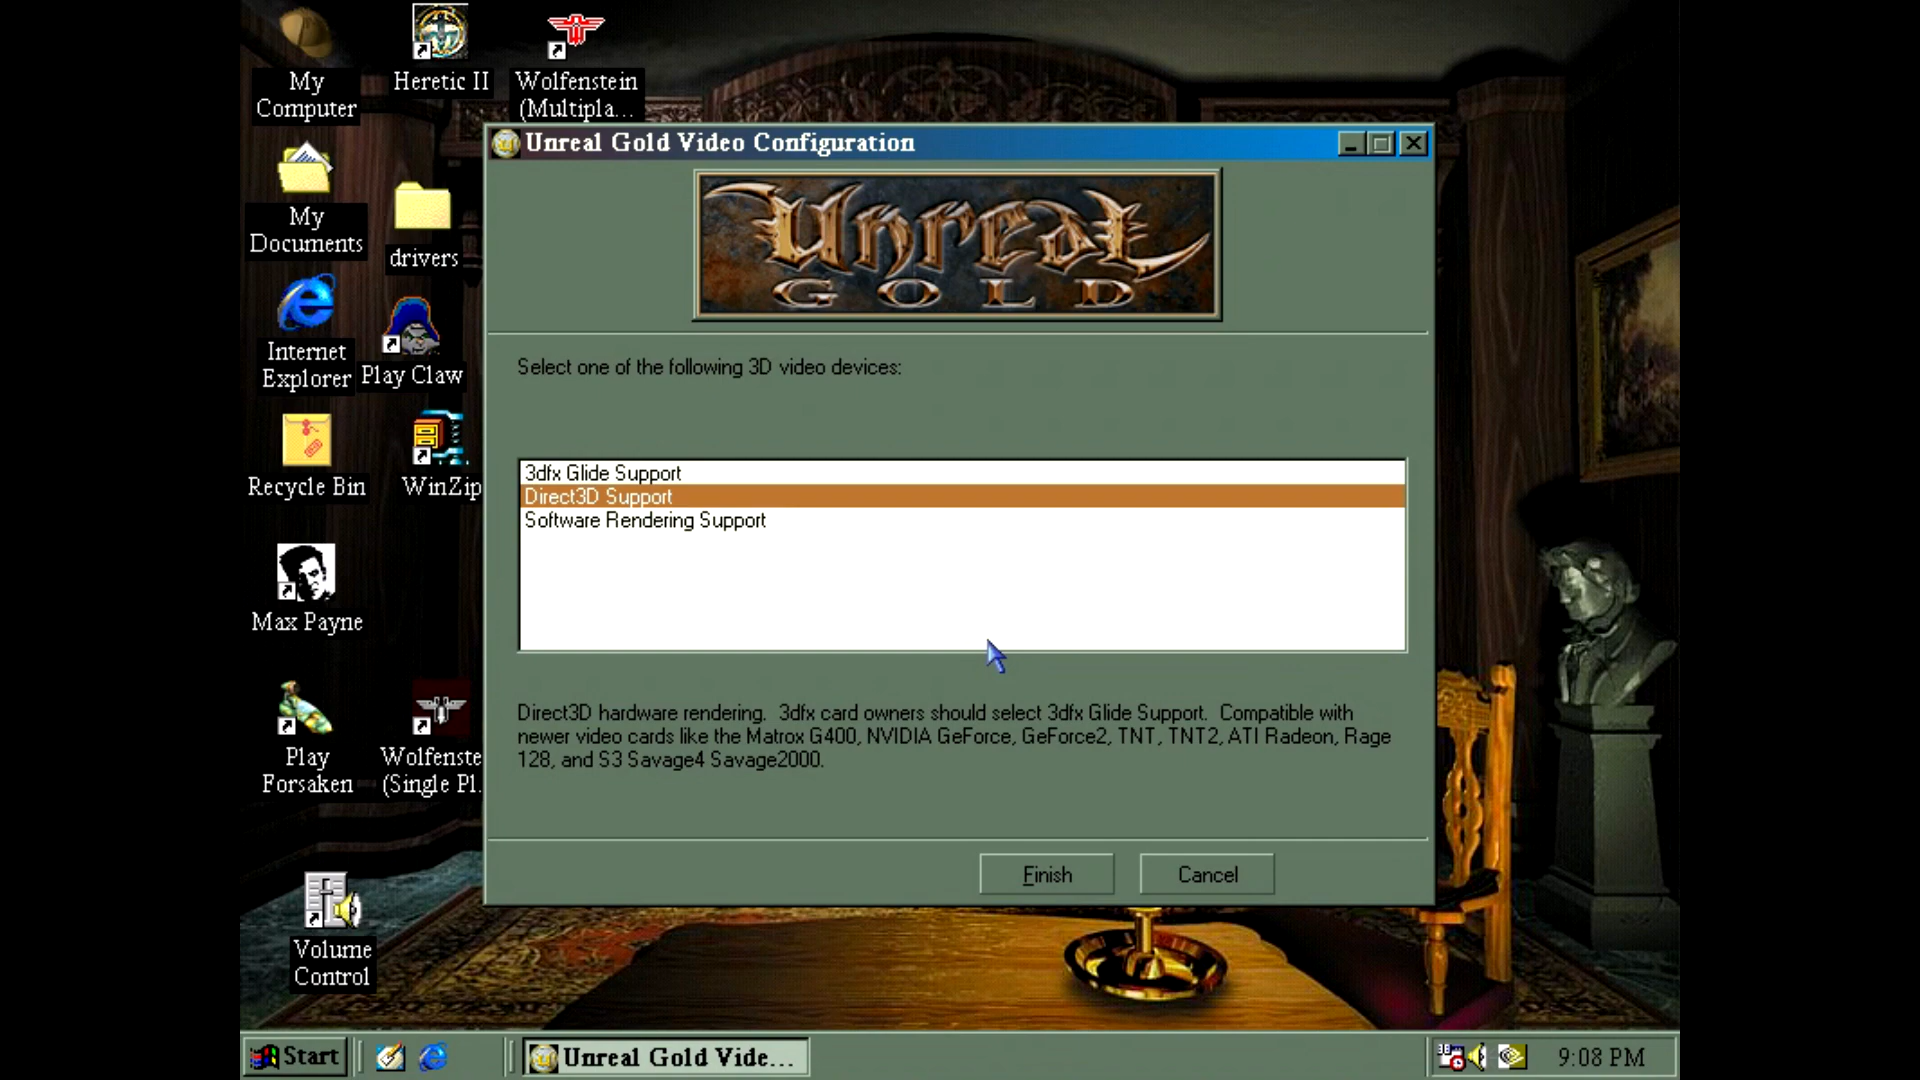 My
Computer
Heretic II
Wolfenstein
(Multipla...
My
Documents
drivers
Internet
Explorer
Play Claw
Recycle Bin
WinZip
Max Payne
Play
Forsaken
Wolfenste
(Single Pl.
Volume
Control
Unreal Gold Video Configuration
Unreal
GOLD
Select one of the following 3D video devices:
3dfx Glide Support
Direct3D Support
Software Rendering Support
Direct3D hardware rendering.  3dfx card owners should select 3dfx Glide Support.  Compatible with
newer video cards like the Matrox G400, NVIDIA GeForce, GeForce2, TNT, TNT2, ATI Radeon, Rage
128, and S3 Savage4 Savage2000.
Finish
Cancel
Start
Unreal Gold Vide...
9:08 PM